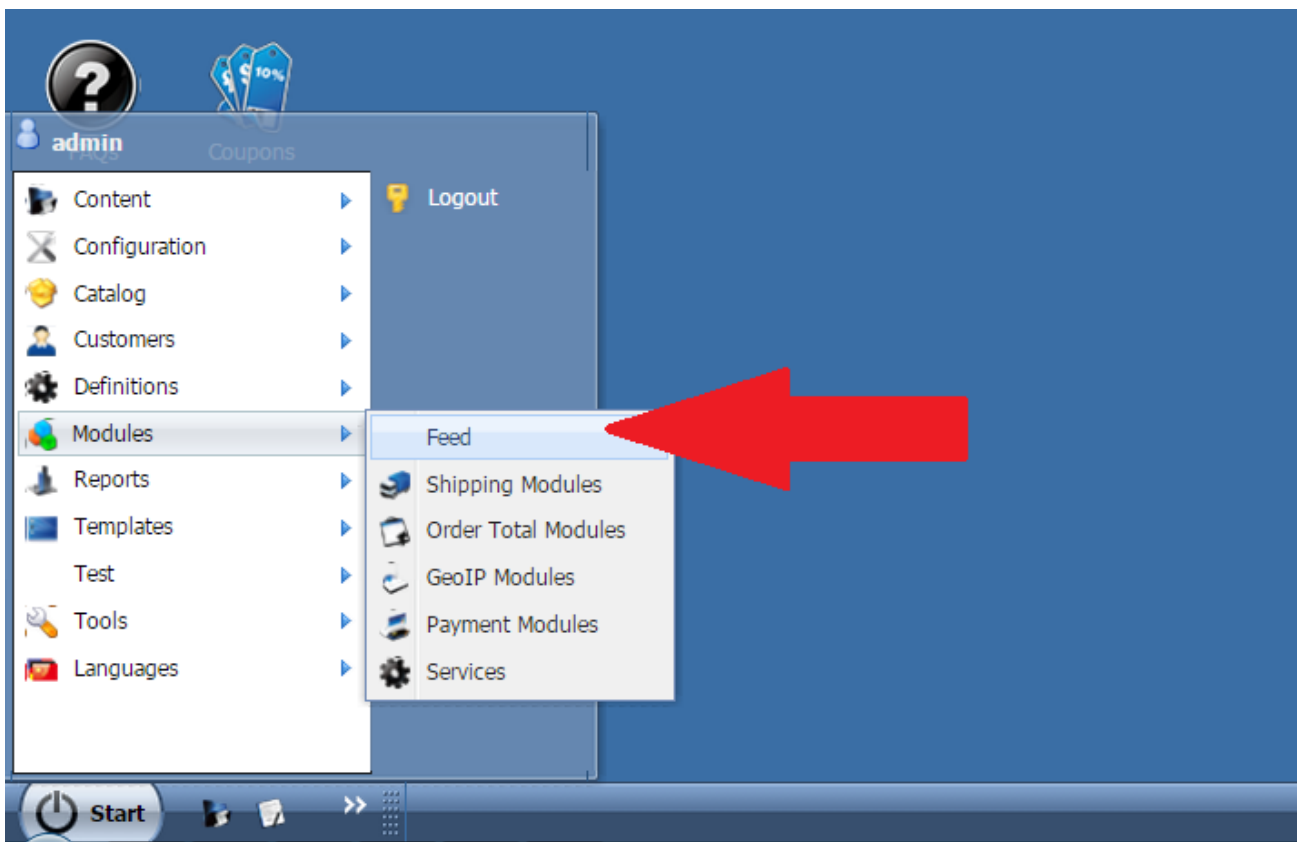 10%
FAQs
Coupons
admin
Content
Logout
Configuration
Catalog
Customers
Definitions
Modules
Feed
Reports
Shipping Modules
Templates
Order Total Modules
Test
GeoIP Modules
Tools
Payment Modules
Languages
Services
Start